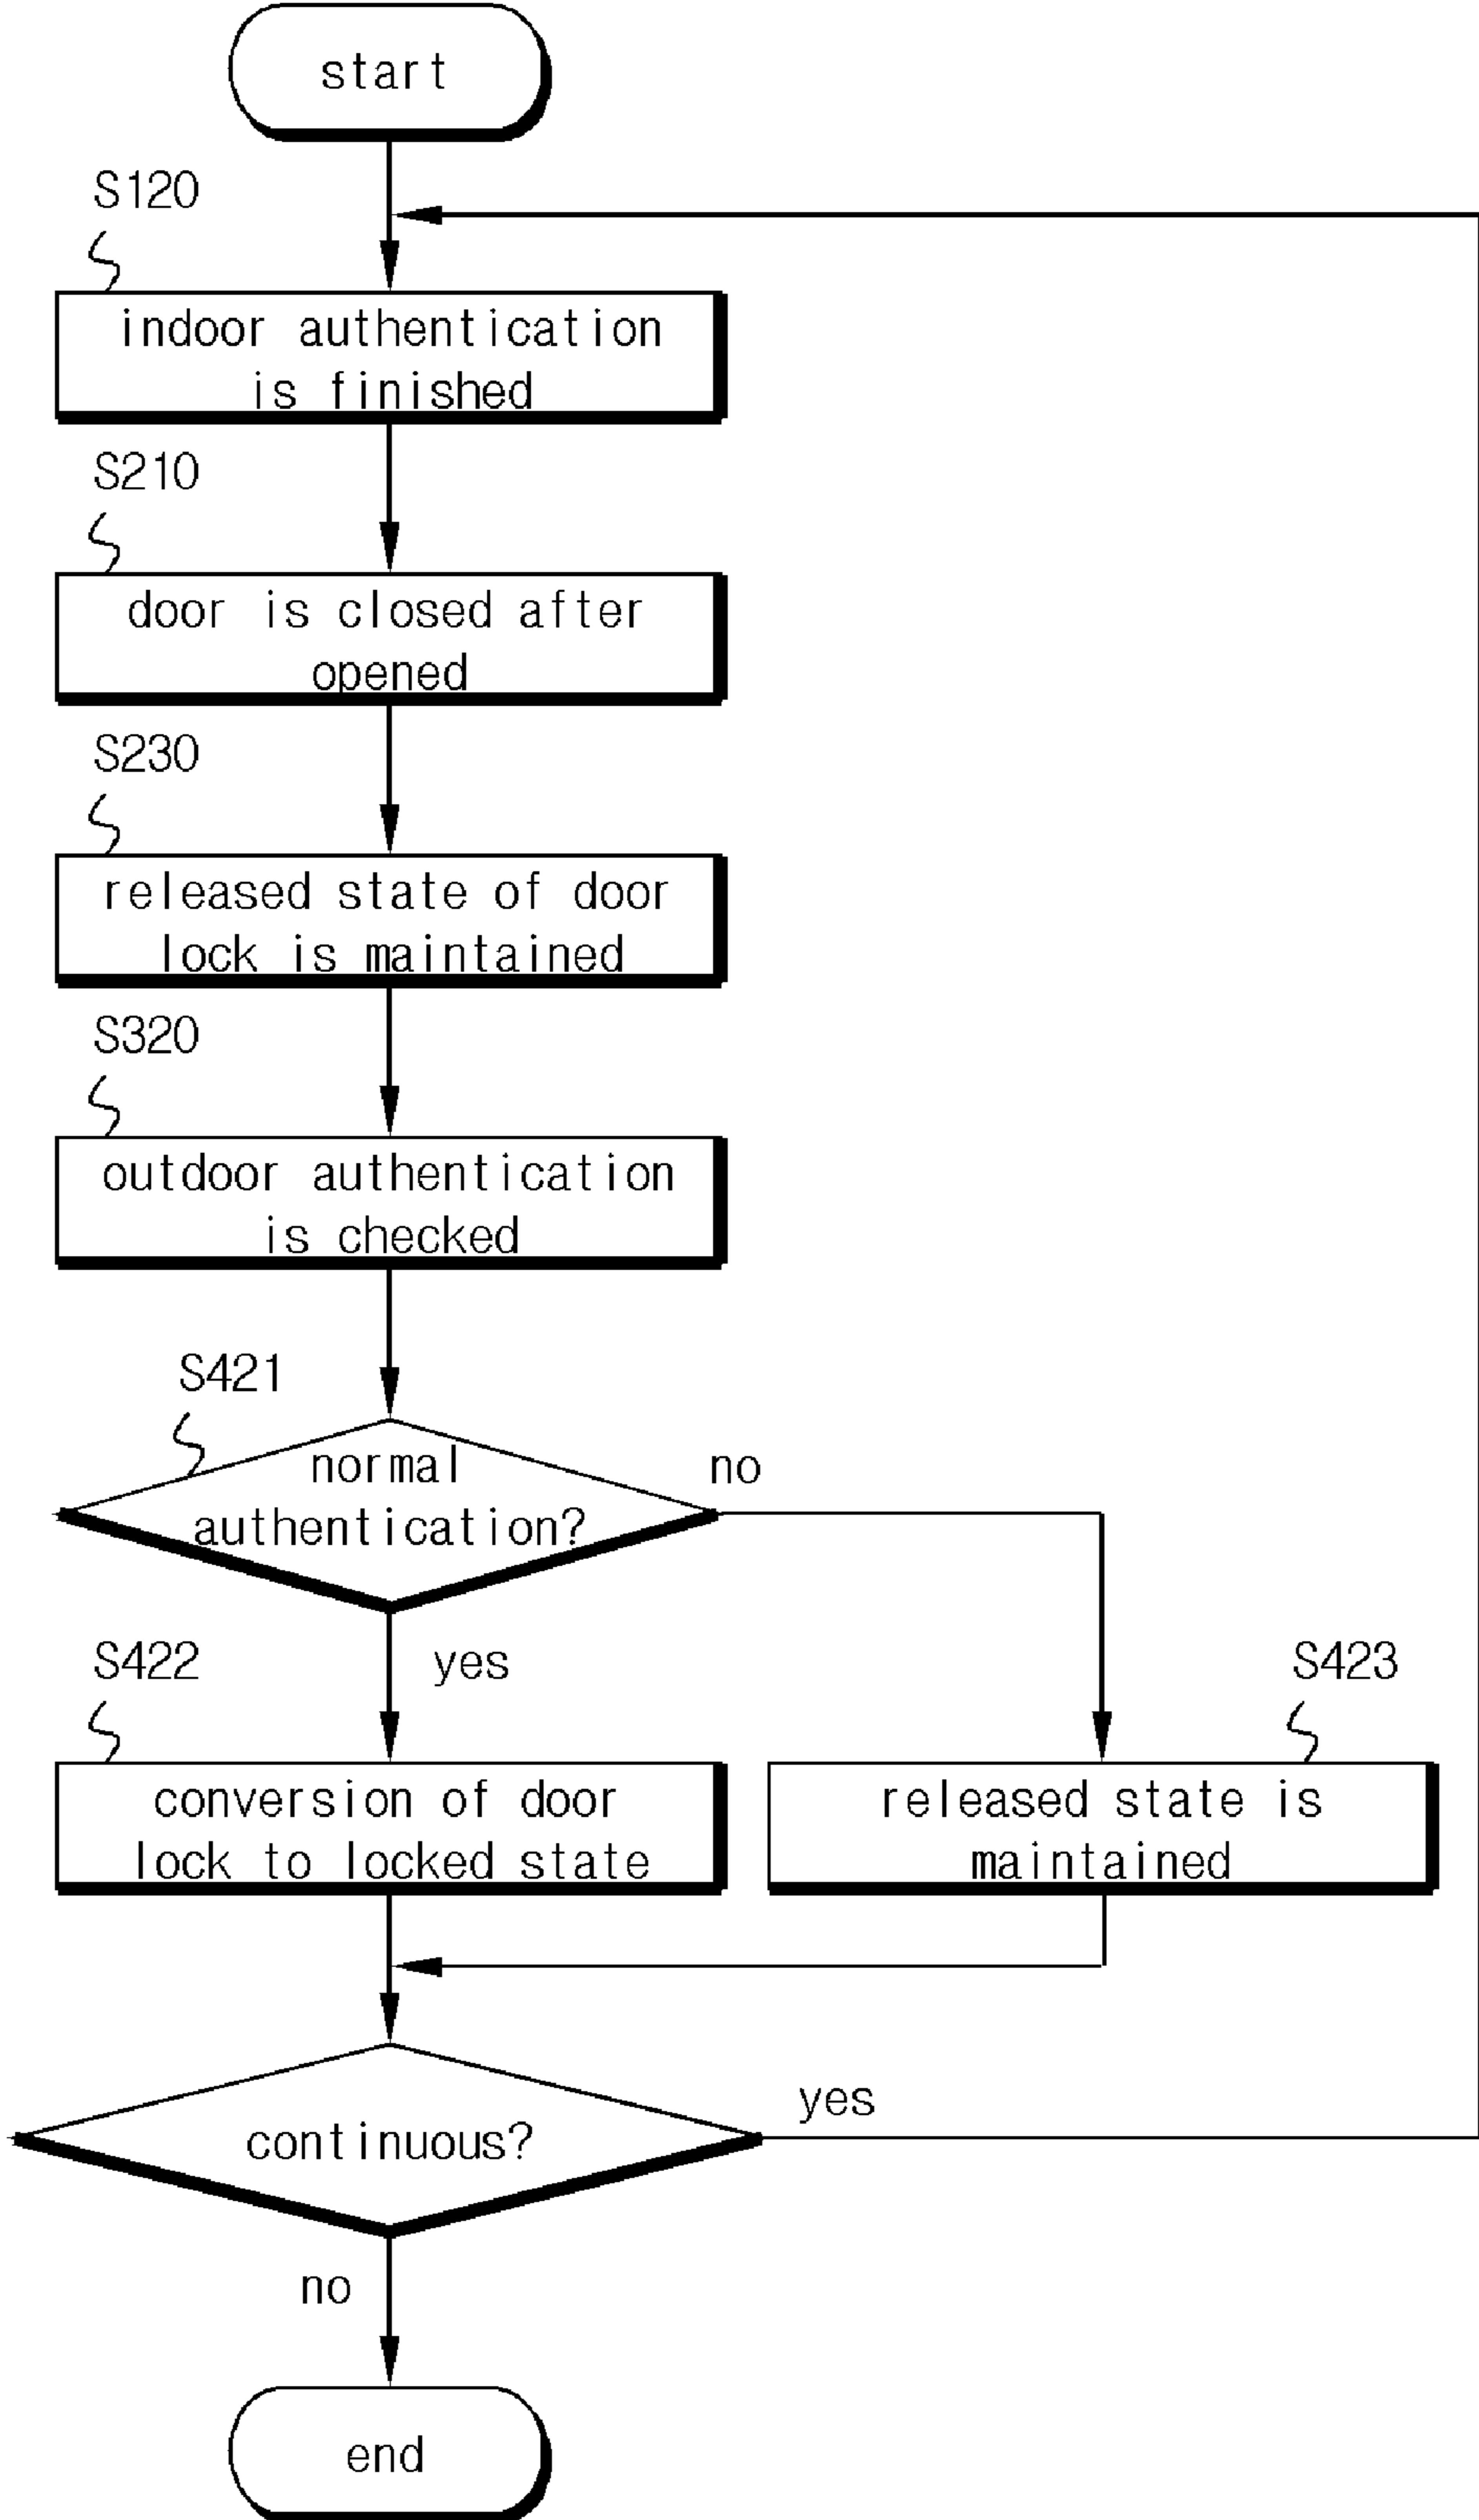 start
S120
indoor authentication
is finished
S210
door is closed after
opened
S230
released state of door
lock is maintained
S320
outdoor authentication
is checked
S421
normal
authentication?
no
yes
S422
S423
conversion of door
lock to locked state
released state is
maintained
continuous?
yes
no
end